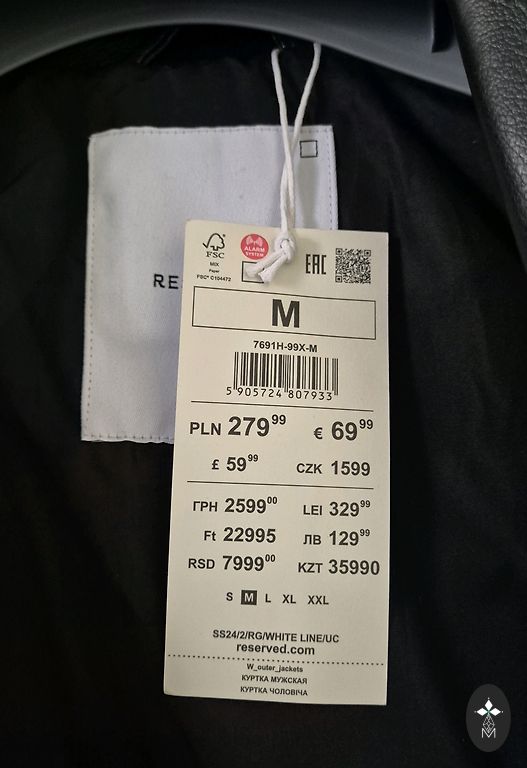 RE
FSC
MIX
Paper
FSC® C104472
ALARM
SYSTEM
EAC
M
7691H-99X-M
5 905724 807933
PLN 279⁹⁹ € 69⁹⁹
£ 59⁹⁹ CZK 1599
ГРН 2599⁰⁰ LEI 329⁹⁹
Ft 22995 ЛВ 129⁹⁹
RSD 7999⁰⁰ KZT 35990
S M L XL XXL
SS24/2/RG/WHITE LINE/UC
reserved.com
W_outer_jackets
КУРТКА МУЖСКАЯ
КУРТКА ЧОЛОВІЧА
M